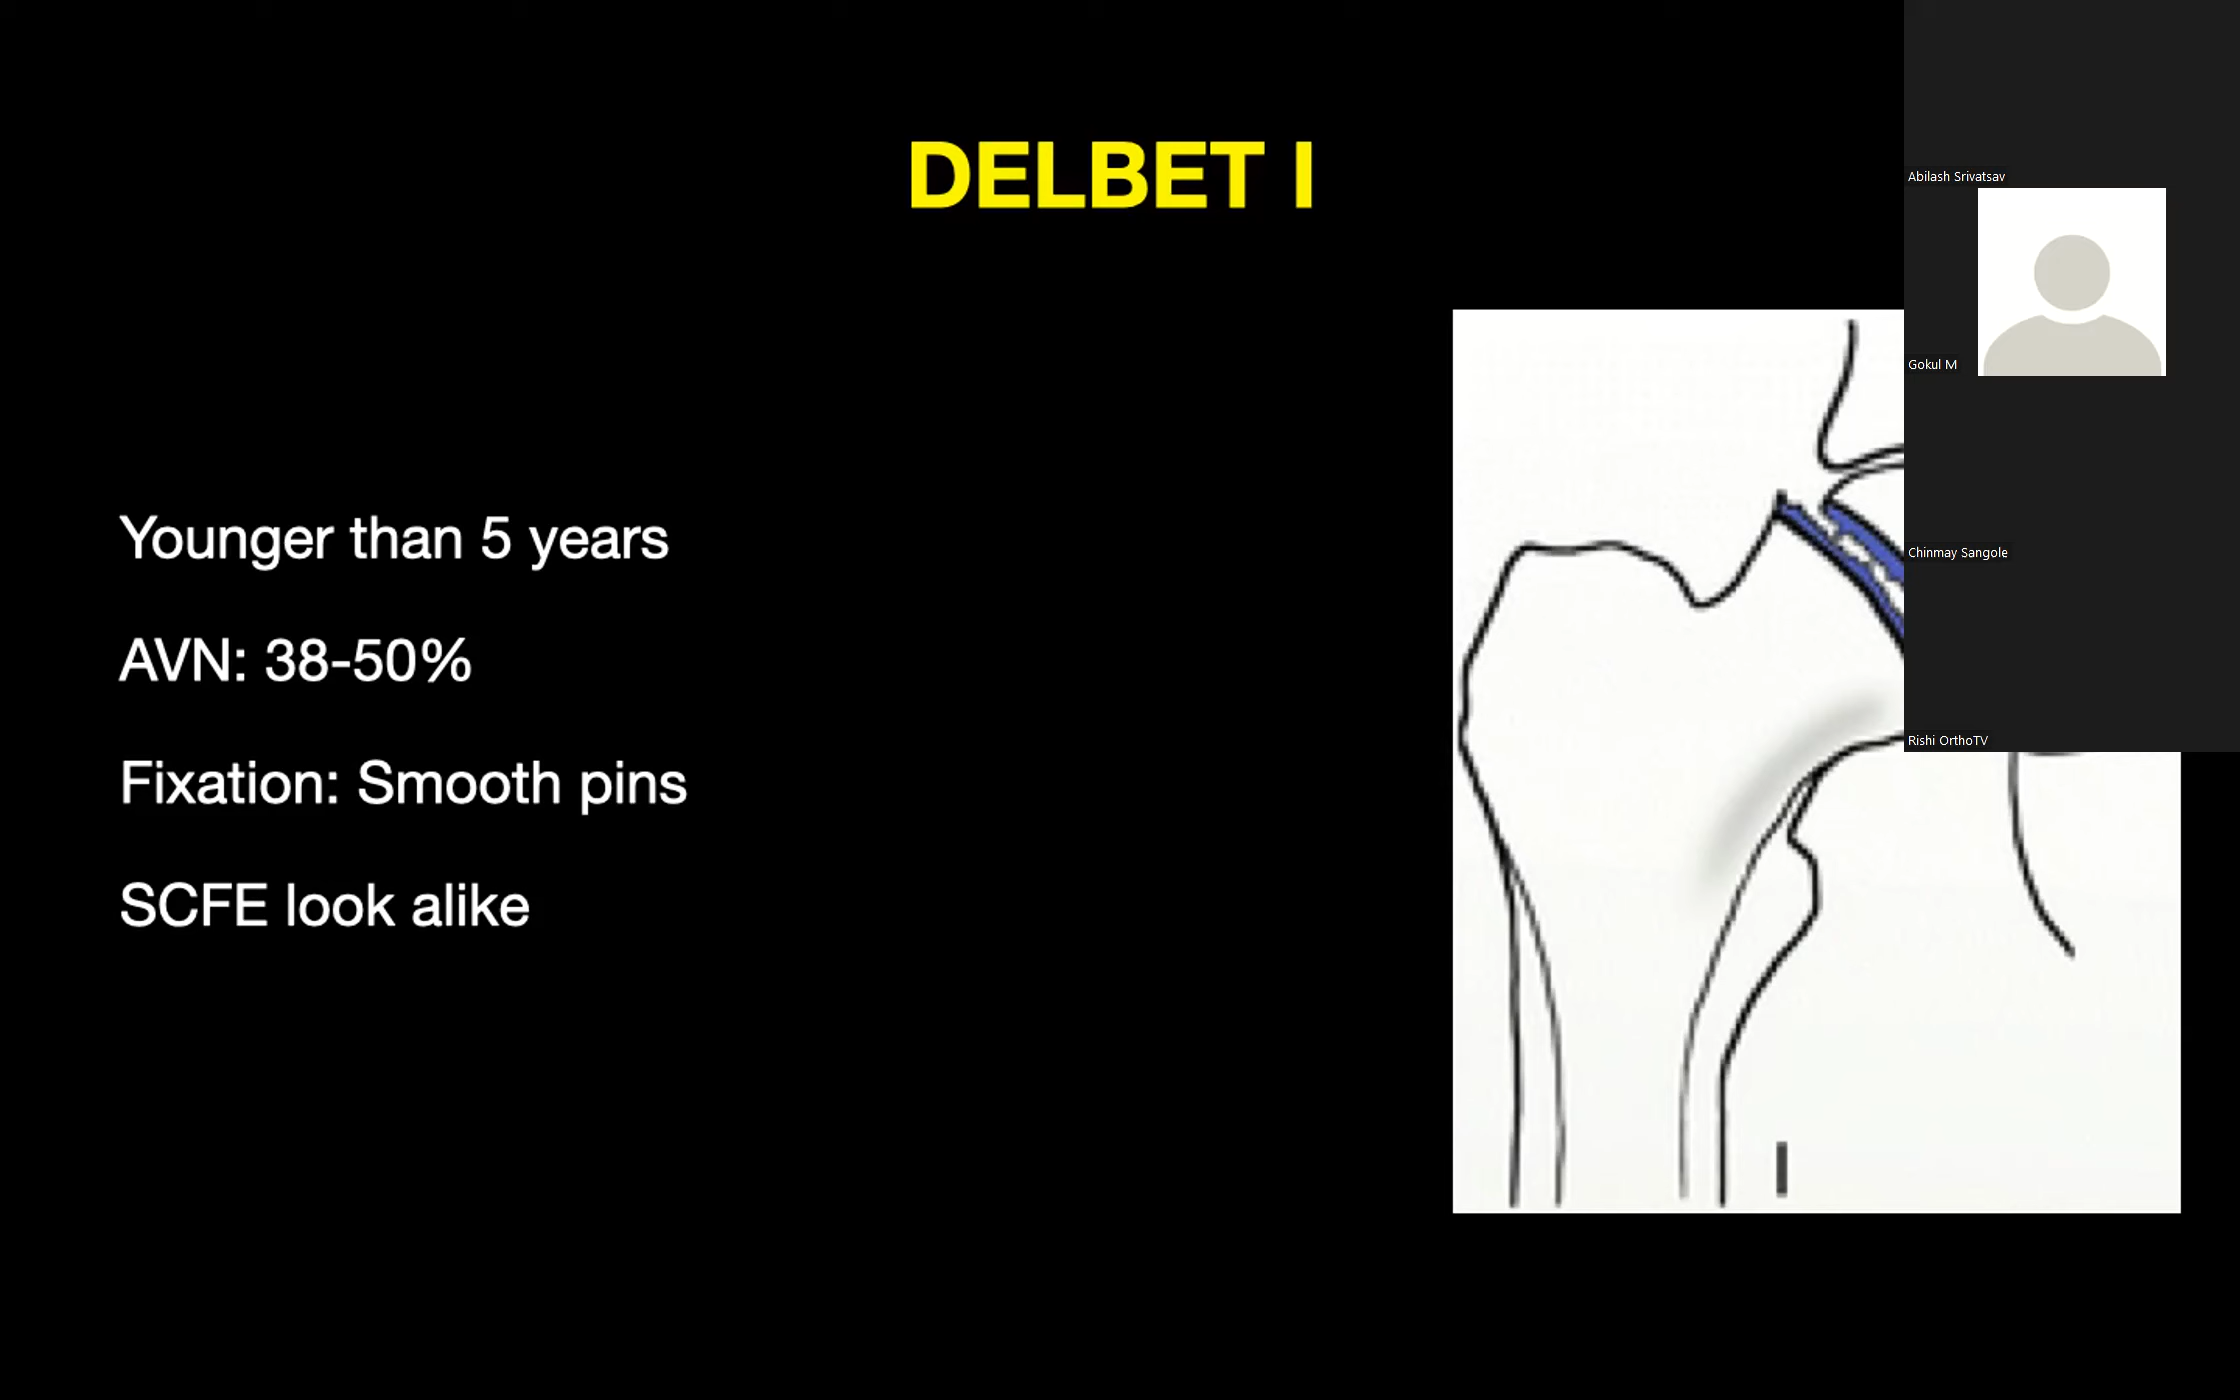 DELBET I
Younger than 5 years
AVN: 38-50%
Fixation: Smooth pins
SCFE look alike
I
Abilash Srivatsav
Gokul M
Chinmay Sangole
Rishi OrthoTV